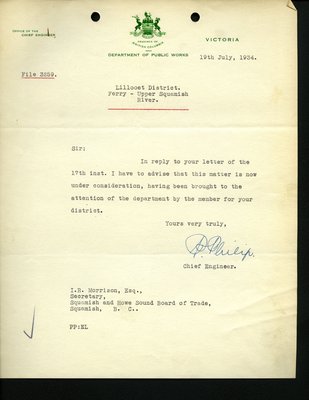 OFFICE OF THE
CHIEF ENGINEER
PROVINCE OF
BRITISH COLUMBIA
DEPARTMENT OF PUBLIC WORKS
VICTORIA
19th July, 1934.
File 3259.
Lillooet District.
Ferry - Upper Squamish
River.
Sir:
In reply to your letter of the
17th inst. I have to advise that this matter is now
under consideration, having been brought to the
attention of the department by the member for your
district.
Yours very truly,
P. Philip.
Chief Engineer.
I.R. Morrison, Esq.,
Secretary,
Squamish and Howe Sound Board of Trade,
Squamish, B. C..
PP:KL